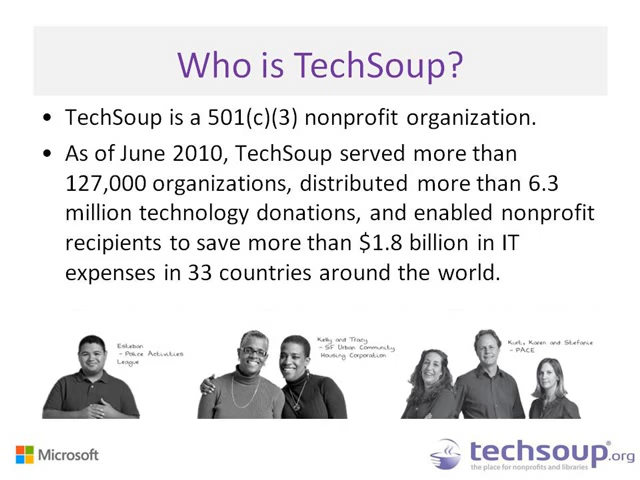 Who is TechSoup?
• TechSoup is a 501(c)(3) nonprofit organization.
• As of June 2010, TechSoup served more than
127,000 organizations, distributed more than 6.3
million technology donations, and enabled nonprofit
recipients to save more than $1.8 billion in IT
expenses in 33 countries around the world.
Esteban
- Police Activities
League
Kelly and Tracy
- SF Urban Community
Housing Corporation
Kurt, Karen and Stefanie
- PACE
Microsoft
techsoup®.org
the place for nonprofits and libraries